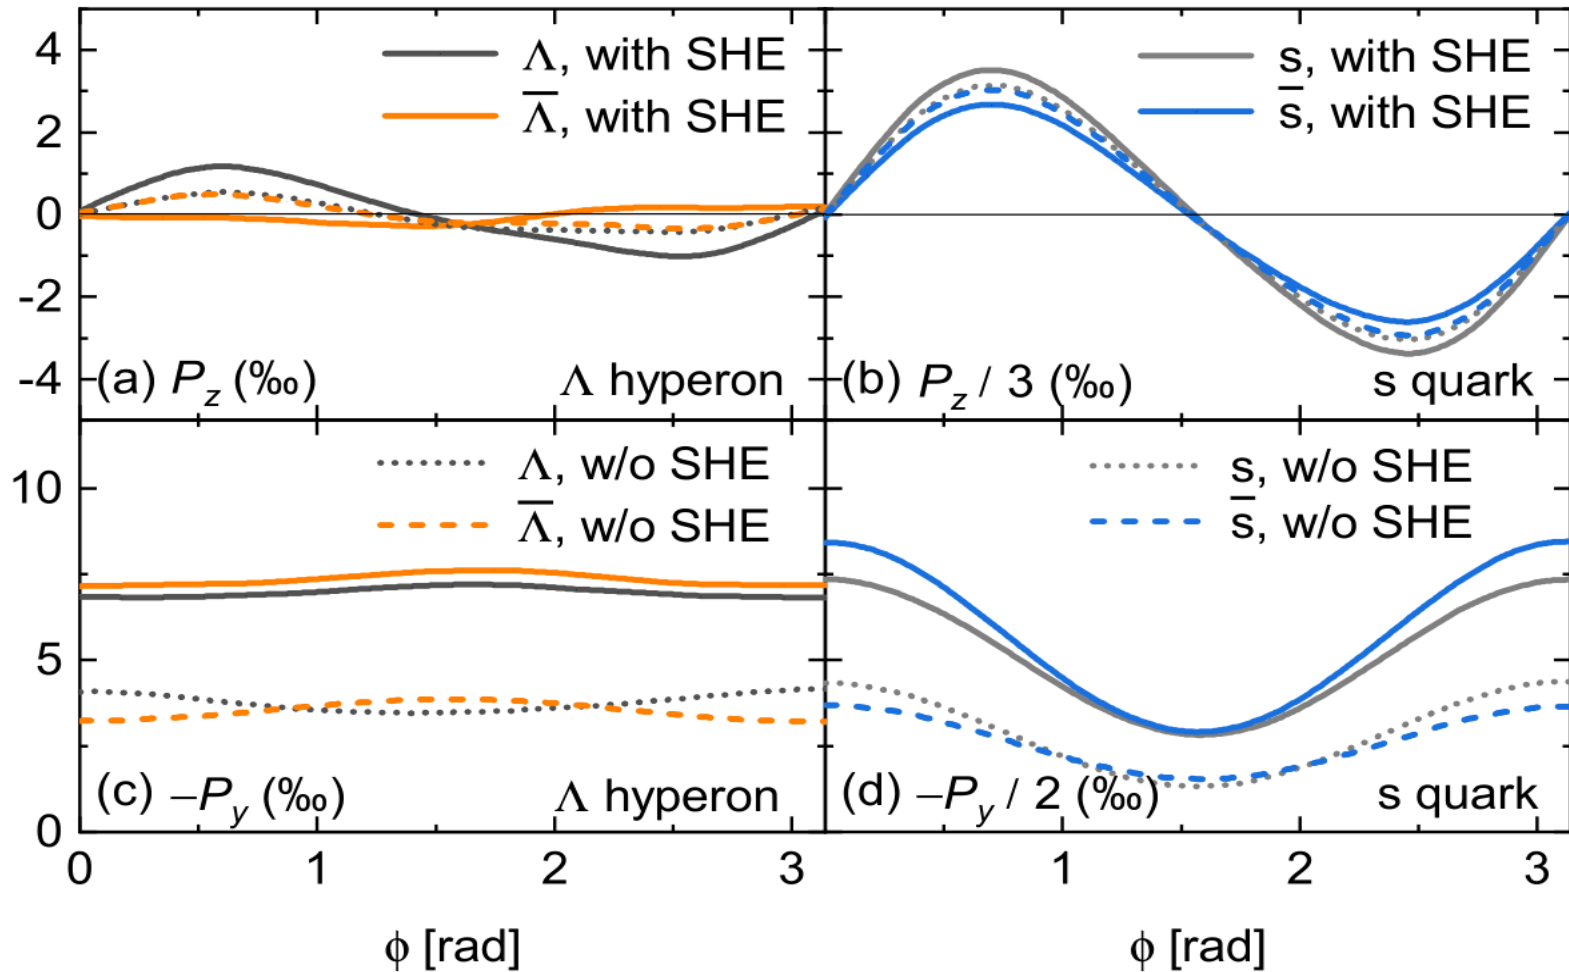 4
2
0
-2
-4
Λ, with SHE
Λ̅, with SHE
(a) P_z (‰)
Λ hyperon
s, with SHE
s̅, with SHE
(b) P_z / 3 (‰)
s quark
10
5
0
Λ, w/o SHE
Λ̅, w/o SHE
(c) –P_y (‰)
Λ hyperon
s, w/o SHE
s̅, w/o SHE
(d) –P_y / 2 (‰)
s quark
0 1 2 3
1 2 3
ϕ [rad]
ϕ [rad]